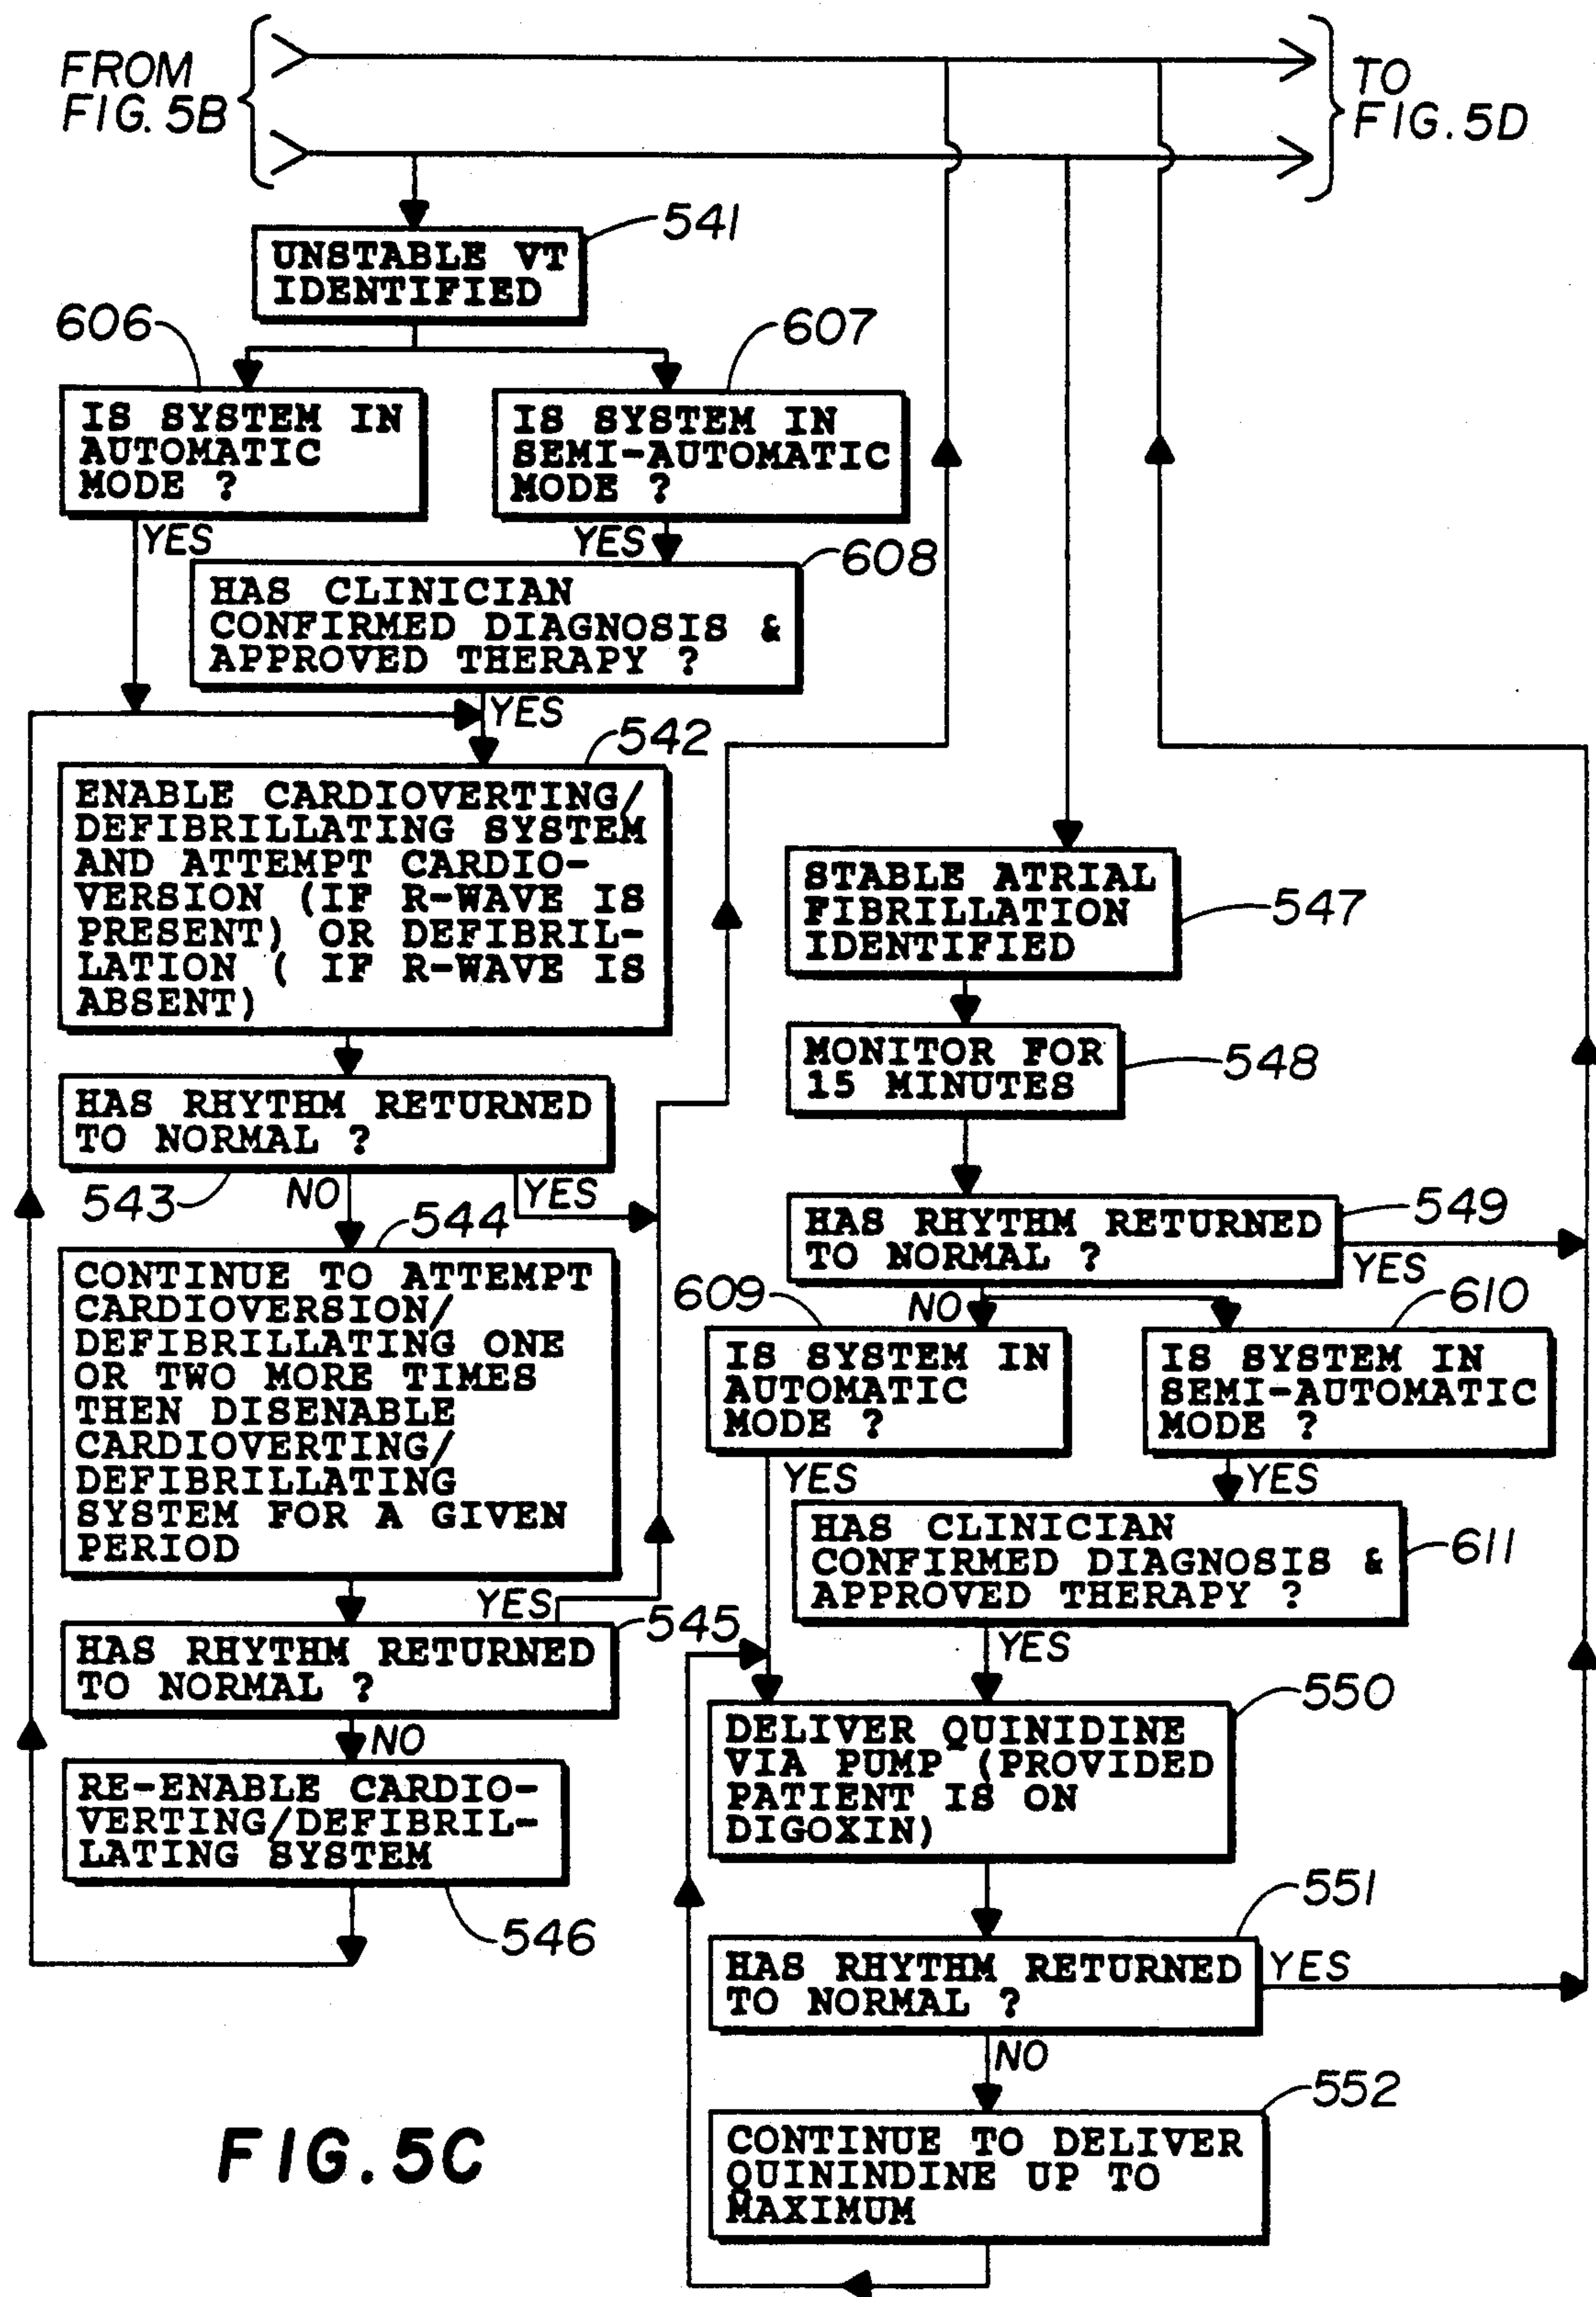 FROM
FIG. 5B
TO
FIG. 5D
541
UNSTABLE VT
IDENTIFIED
606
IS SYSTEM IN
AUTOMATIC
MODE ?
YES
607
IS SYSTEM IN
SEMI-AUTOMATIC
MODE ?
YES
608
HAS CLINICIAN
CONFIRMED DIAGNOSIS &
APPROVED THERAPY ?
YES
542
ENABLE CARDIOVERTING/
DEFIBRILLATING SYSTEM
AND ATTEMPT CARDIO-
VERSION (IF R-WAVE IS
PRESENT) OR DEFIBRIL-
LATION ( IF R-WAVE IS
ABSENT)
HAS RHYTHM RETURNED
TO NORMAL ?
543
NO
YES
544
CONTINUE TO ATTEMPT
CARDIOVERSION/
DEFIBRILLATING ONE
OR TWO MORE TIMES
THEN DISENABLE
CARDIOVERTING/
DEFIBRILLATING
SYSTEM FOR A GIVEN
PERIOD
YES
545
HAS RHYTHM RETURNED
TO NORMAL ?
NO
RE-ENABLE CARDIO-
VERTING/DEFIBRIL-
LATING SYSTEM
546
STABLE ATRIAL
FIBRILLATION
IDENTIFIED
547
MONITOR FOR
15 MINUTES
548
HAS RHYTHM RETURNED
TO NORMAL ?
549
YES
NO
609
IS SYSTEM IN
AUTOMATIC
MODE ?
YES
610
IS SYSTEM IN
SEMI-AUTOMATIC
MODE ?
YES
HAS CLINICIAN
CONFIRMED DIAGNOSIS &
APPROVED THERAPY ?
611
YES
550
DELIVER QUINIDINE
VIA PUMP (PROVIDED
PATIENT IS ON
DIGOXIN)
551
HAS RHYTHM RETURNED
TO NORMAL ?
YES
NO
552
CONTINUE TO DELIVER
QUININDINE UP TO
MAXIMUM
FIG. 5C